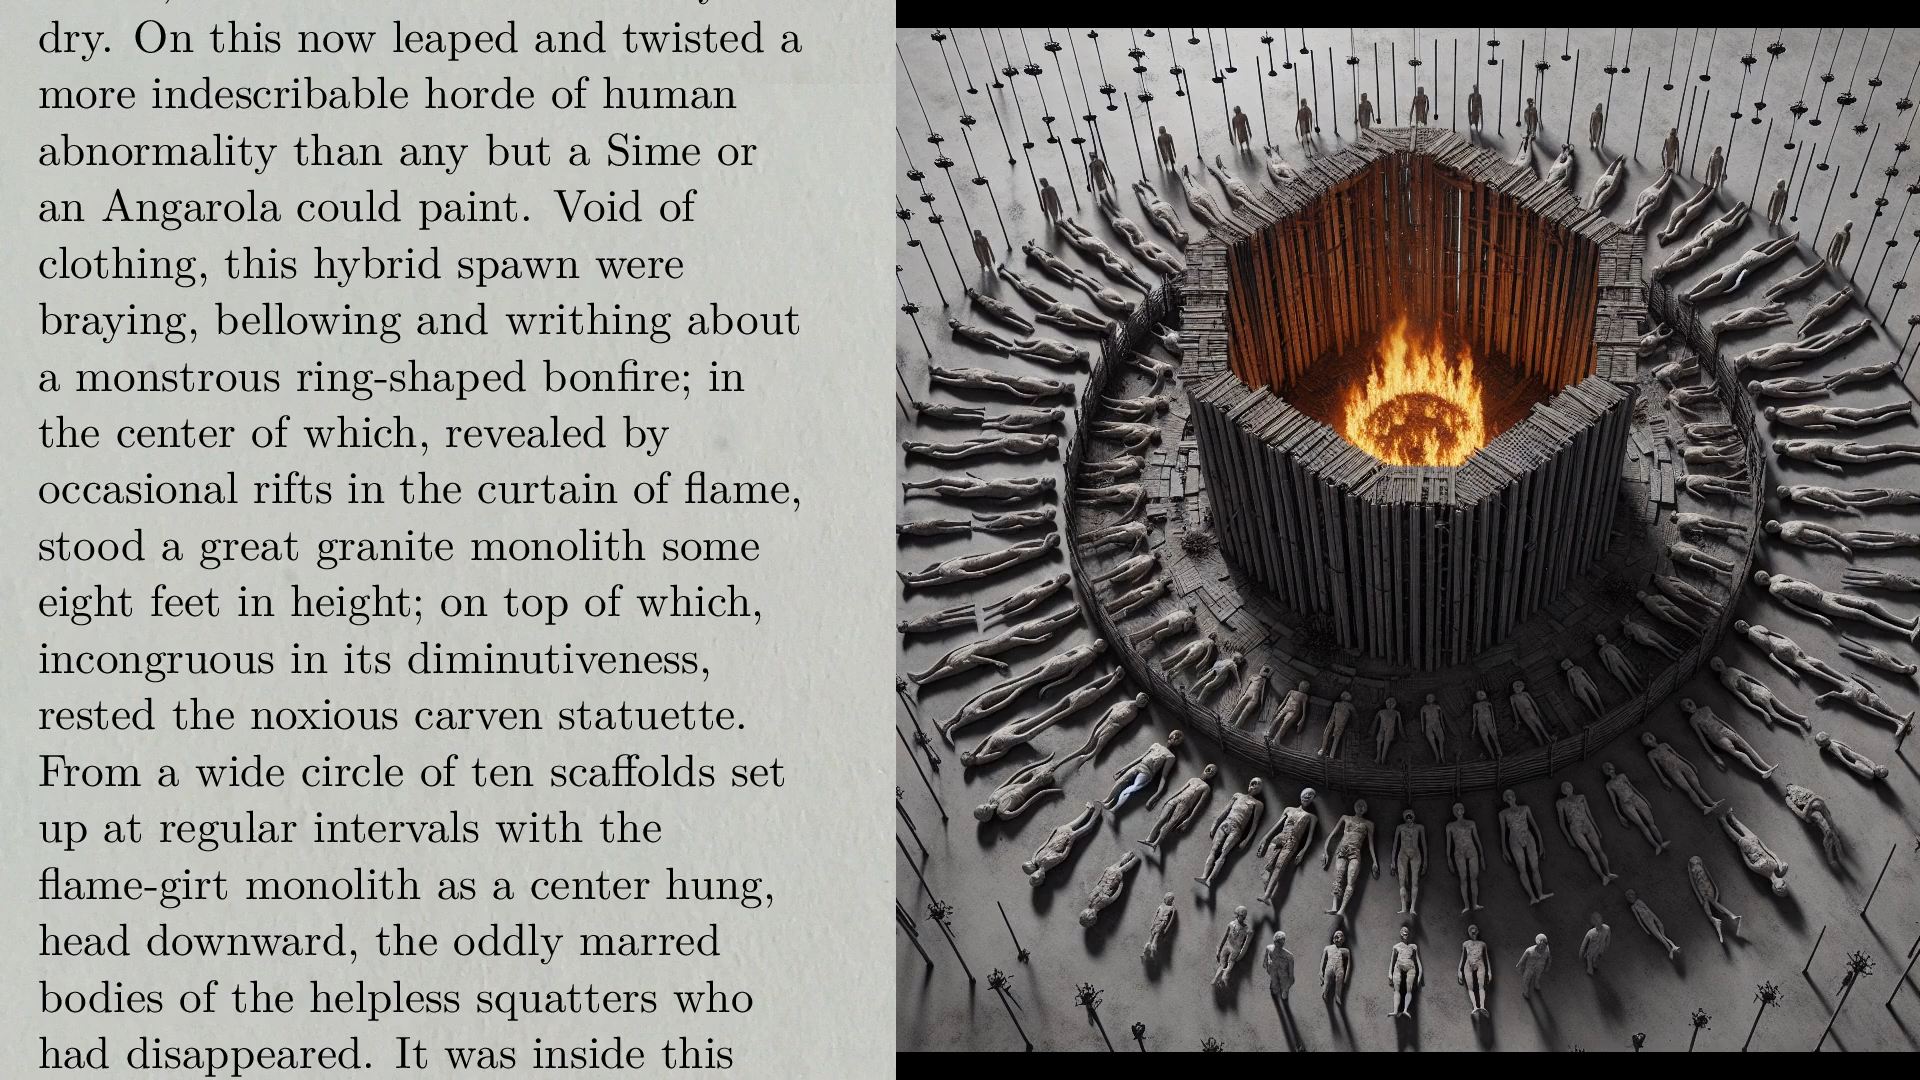 dry. On this now leaped and twisted a
more indescribable horde of human
abnormality than any but a Sime or
an Angarola could paint. Void of
clothing, this hybrid spawn were
braying, bellowing and writhing about
a monstrous ring-shaped bonfire; in
the center of which, revealed by
occasional rifts in the curtain of flame,
stood a great granite monolith some
eight feet in height; on top of which,
incongruous in its diminutiveness,
rested the noxious carven statuette.
From a wide circle of ten scaffolds set
up at regular intervals with the
flame-girt monolith as a center hung,
head downward, the oddly marred
bodies of the helpless squatters who
had disappeared. It was inside this